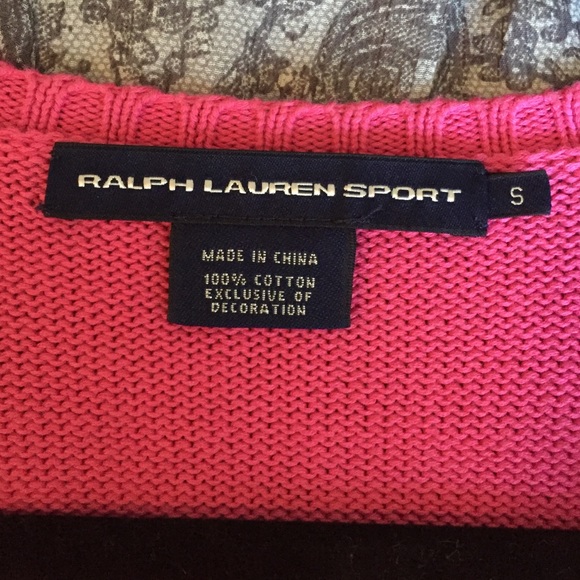 RALPH LAUREN SPORT
S
MADE IN CHINA
100% COTTON
EXCLUSIVE OF
DECORATION